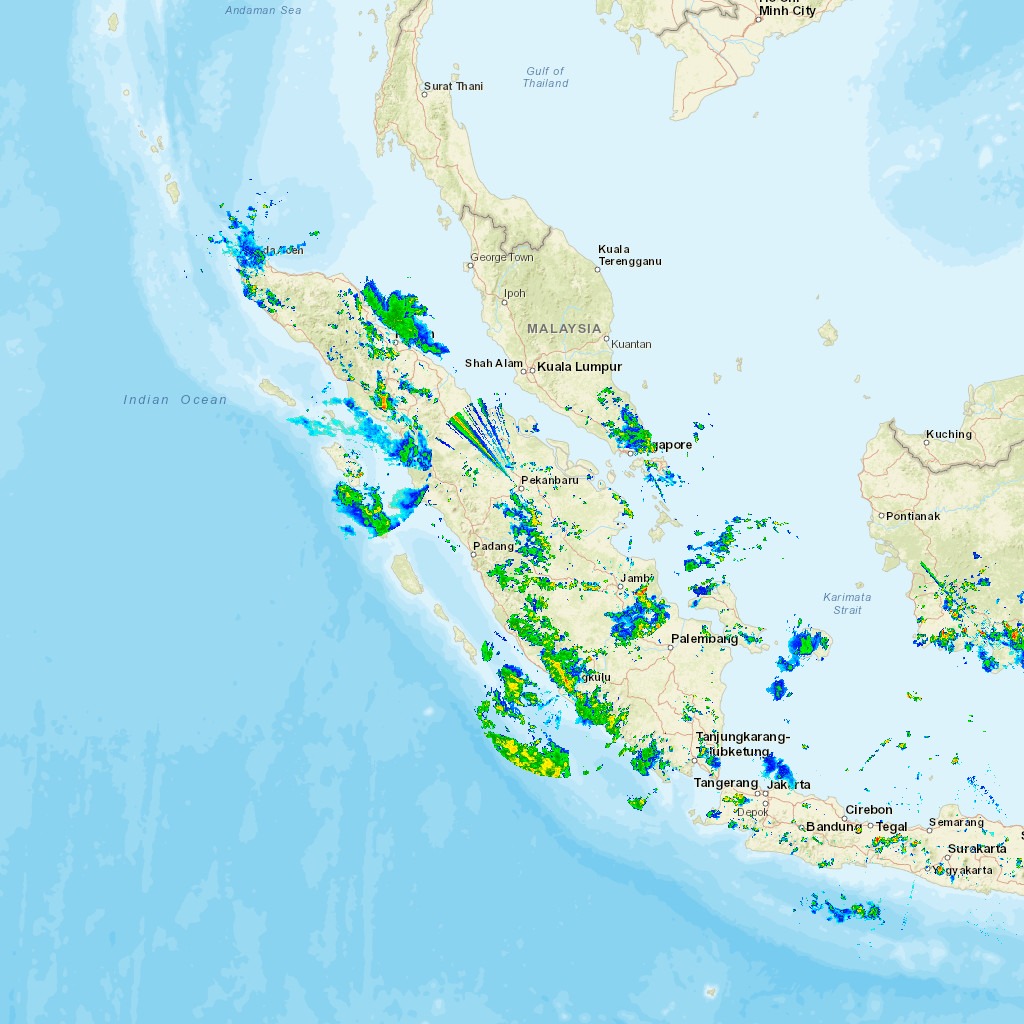 Andaman Sea
Minh City
Gulf of
Thailand
Surat Thani
Kuala
Terengganu
George Town
Ipoh
MALAYSIA
Kuantan
Shah Alam
Kuala Lumpur
Indian Ocean
Kuching
Pekanbaru
Pontianak
Padang
Jamb
Karimata
Strait
Palembang
Tanjungkarang-
Tangerang
Jakarta
Depok
Cirebon
Bandung
Tegal
Semarang
Surakarta
Yogyakarta